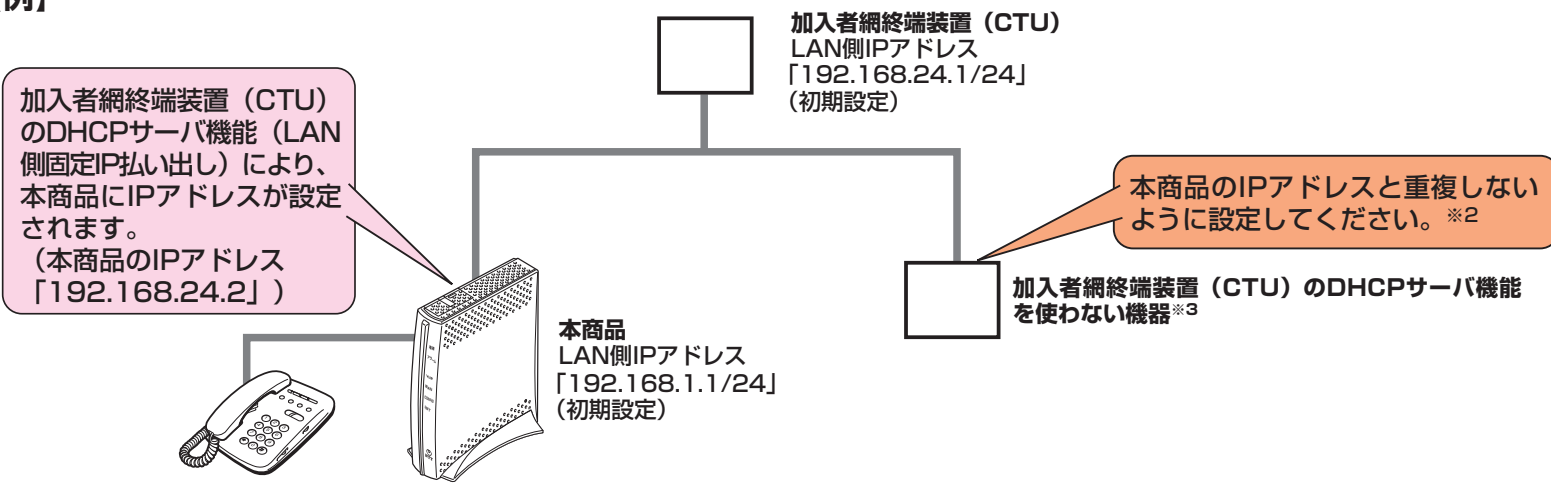 例】
加入者網終端装置（CTU）
LAN側IPアドレス
「192.168.24.1/24」
（初期設定）
加入者網終端装置（CTU）
のDHCPサーバ機能（LAN
側固定IP払い出し）により、
本商品にIPアドレスが設定
されます。
（本商品のIPアドレス
「192.168.24.2」）
本商品のIPアドレスと重複しない
ように設定してください。※2
加入者網終端装置（CTU）のDHCPサーバ機能
を使わない機器※3
本商品
LAN側IPアドレス
「192.168.1.1/24」
（初期設定）